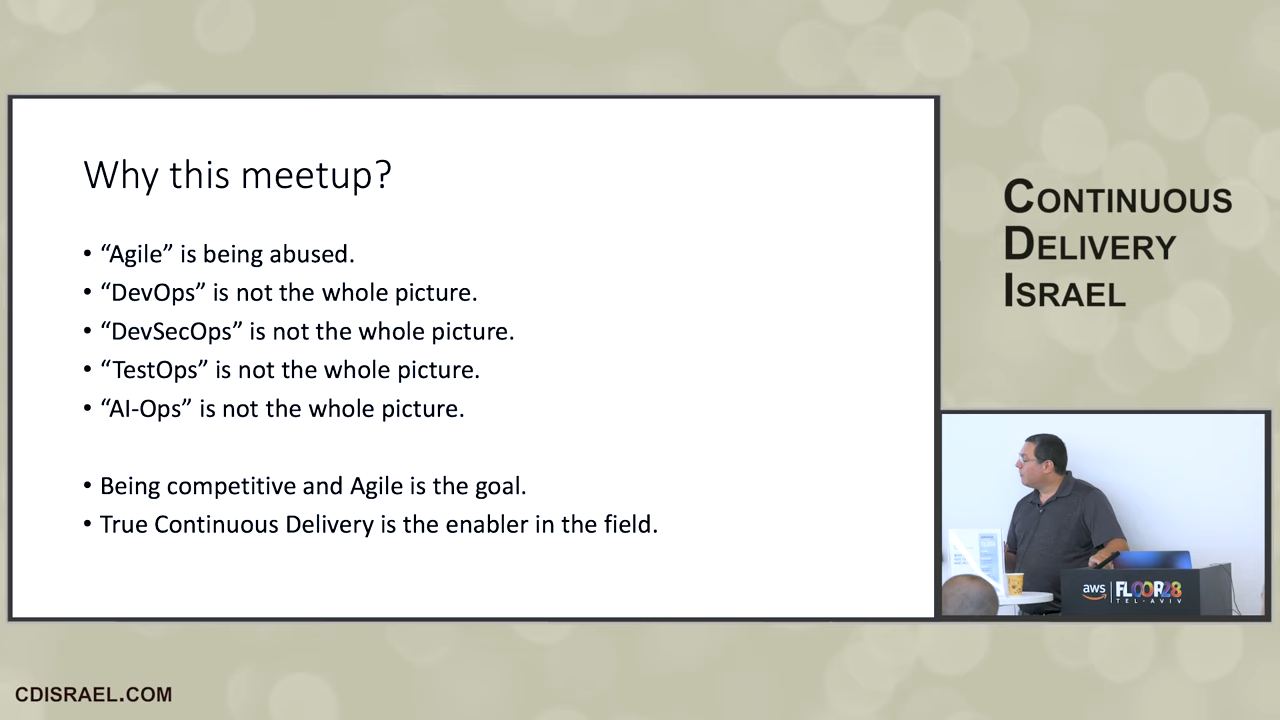 Why this meetup?
• “Agile” is being abused.
• “DevOps” is not the whole picture.
• “DevSecOps” is not the whole picture.
• “TestOps” is not the whole picture.
• “AI-Ops” is not the whole picture.
• Being competitive and Agile is the goal.
• True Continuous Delivery is the enabler in the field.
CONTINUOUS
DELIVERY
ISRAEL
aws
FLOOR28
TEL-AVIV
CDISRAEL.COM